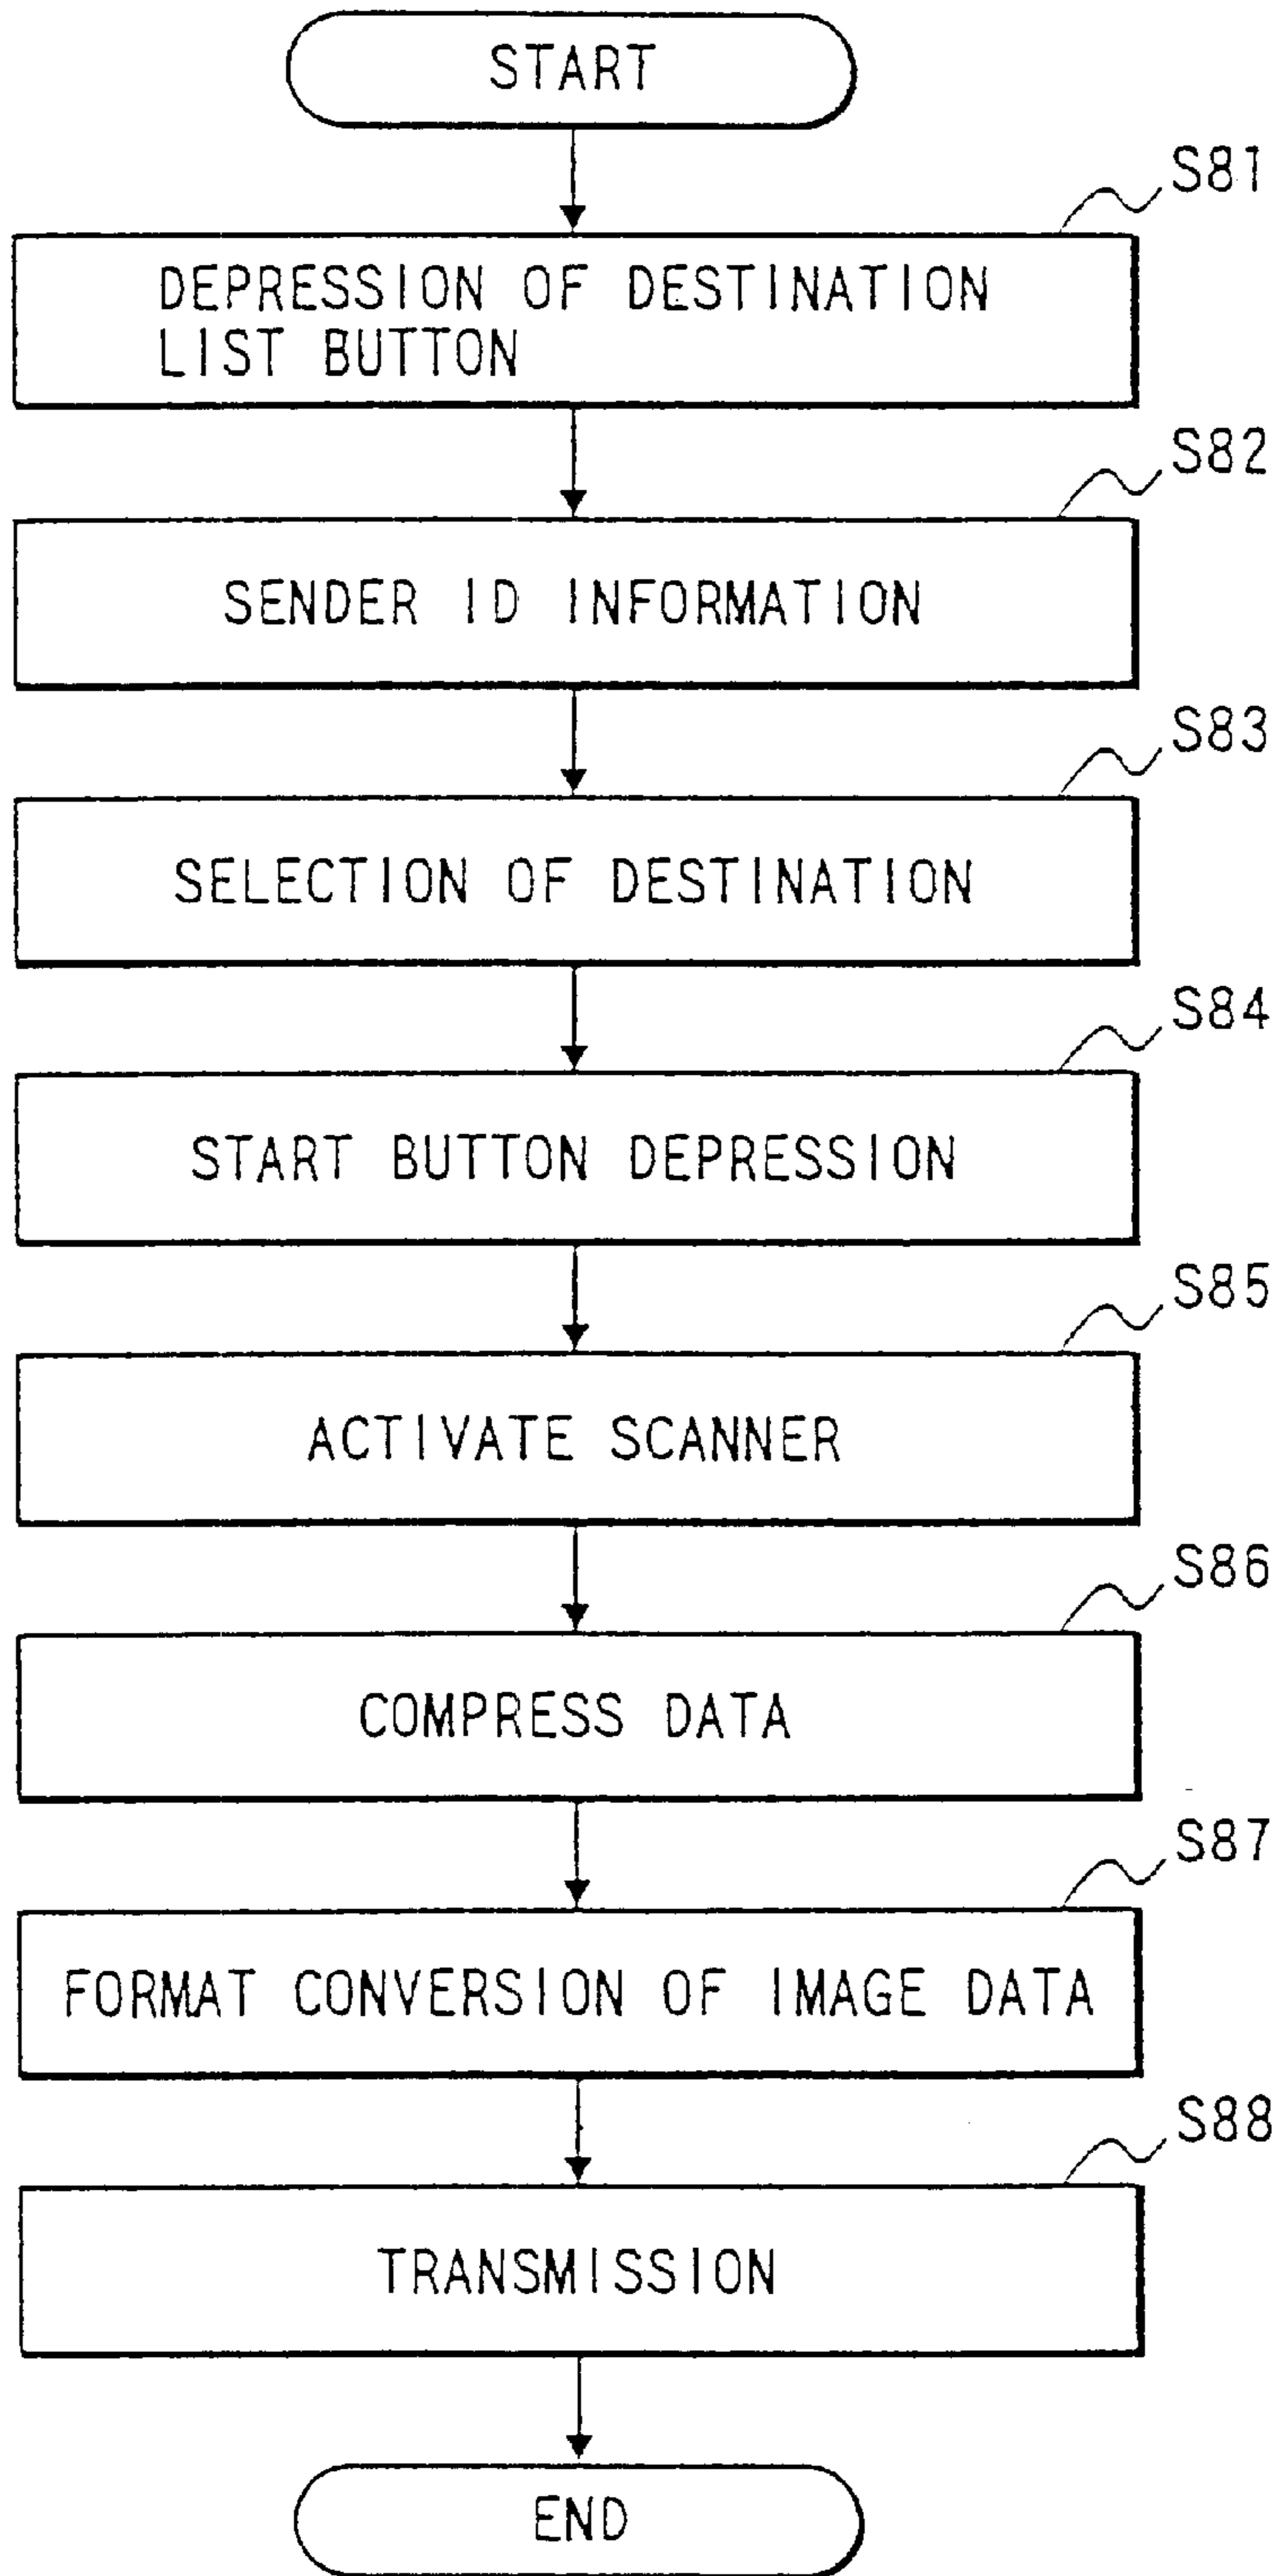 START
S81
DEPRESSION OF DESTINATION
LIST BUTTON
S82
SENDER ID INFORMATION
S83
SELECTION OF DESTINATION
S84
START BUTTON DEPRESSION
S85
ACTIVATE SCANNER
S86
COMPRESS DATA
S87
FORMAT CONVERSION OF IMAGE DATA
S88
TRANSMISSION
END